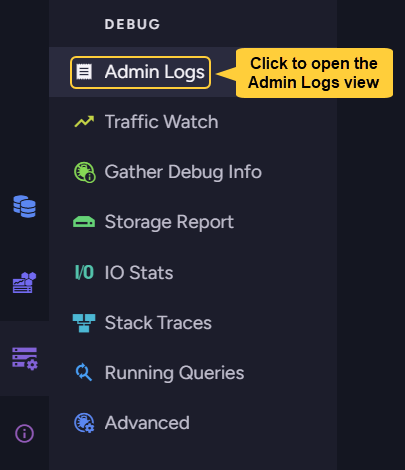 DEBUG
Admin Logs
Click to open the
Admin Logs view
Traffic Watch
Gather Debug Info
Storage Report
I/O IO Stats
Stack Traces
Running Queries
Advanced